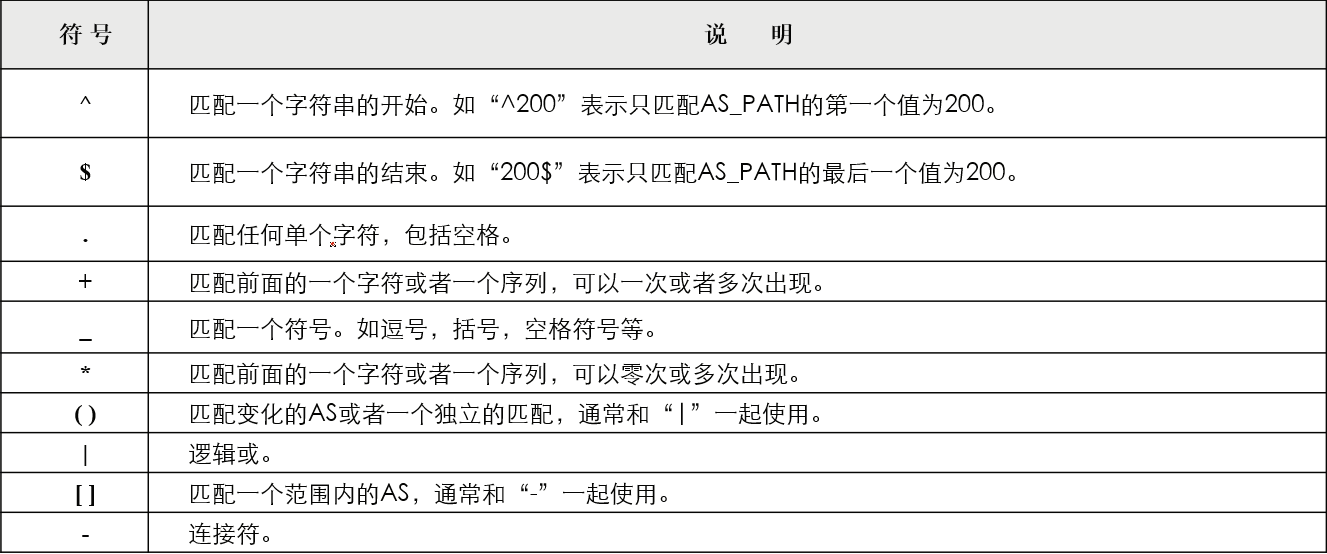 符 号 说 明
^ 匹配一个字符串的开始。如“^200”表示只匹配AS_PATH的第一个值为200。
$ 匹配一个字符串的结束。如“200$”表示只匹配AS_PATH的最后一个值为200。
. 匹配任何单个字符，包括空格。
+ 匹配前面的一个字符或者一个序列，可以一次或者多次出现。
_ 匹配一个符号。如逗号，括号，空格符号等。
* 匹配前面的一个字符或者一个序列，可以零次或多次出现。
( ) 匹配变化的AS或者一个独立的匹配，通常和“|”一起使用。
| 逻辑或。
[ ] 匹配一个范围内的AS，通常和“-”一起使用。
- 连接符。